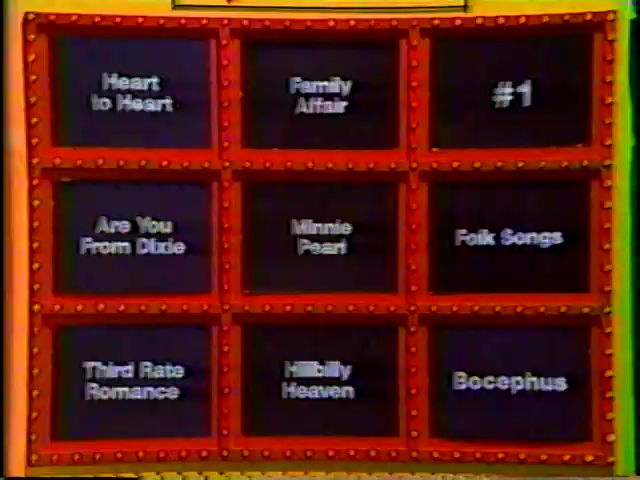 Heart
to Heart
Family
Affair
#1
Are You
From Dixie
Minnie
Pearl
Folk Songs
Third Rate
Romance
Hillbilly
Heaven
Bocephus